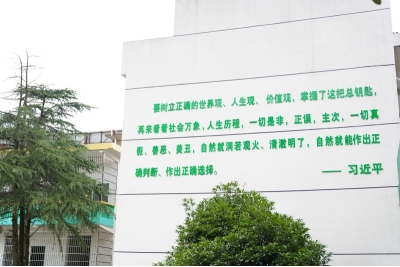 要树立正确的世界观、人生观、价值观，掌握了这把总钥匙，
再来看看社会万象，人生历程，一切是非，正误，主次，一切真
假、善恶、美丑，自然就洞若观火、清澈明了，自然就能作出正
确判断、作出正确选择。
—— 习近平